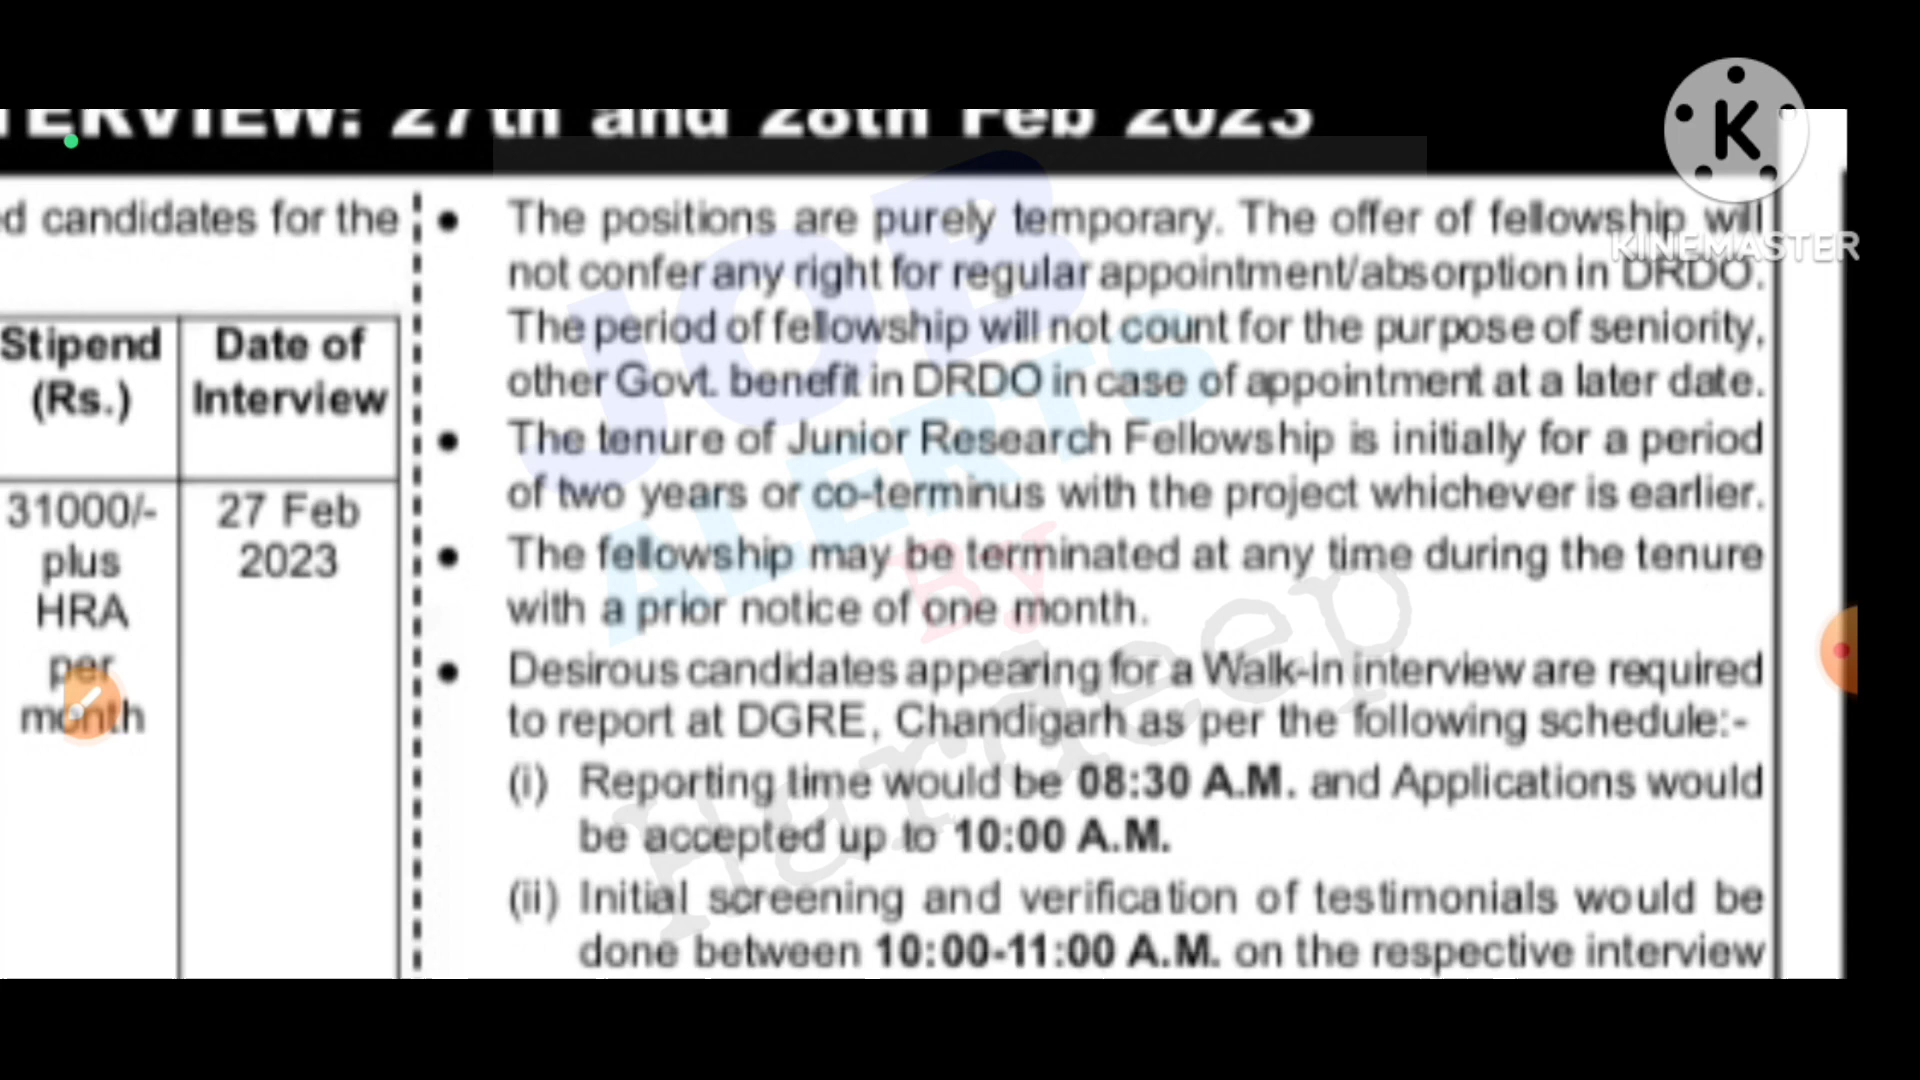 TERVIEW: 27th and 28th Feb 2023
K
KINEMASTER
d candidates for the
Stipend
(Rs.)
Date of
Interview
31000/-
plus
HRA
per
month
27 Feb
2023
• The positions are purely temporary. The offer of fellowship will
not confer any right for regular appointment/absorption in DRDO.
The period of fellowship will not count for the purpose of seniority,
other Govt. benefit in DRDO in case of appointment at a later date.
• The tenure of Junior Research Fellowship is initially for a period
of two years or co-terminus with the project whichever is earlier.
• The fellowship may be terminated at any time during the tenure
with a prior notice of one month.
• Desirous candidates appearing for a Walk-in interview are required
to report at DGRE, Chandigarh as per the following schedule:-
(i) Reporting time would be 08:30 A.M. and Applications would
be accepted up to 10:00 A.M.
(ii) Initial screening and verification of testimonials would be
done between 10:00-11:00 A.M. on the respective interview
JOB
ALERTS
BY
Hardeep